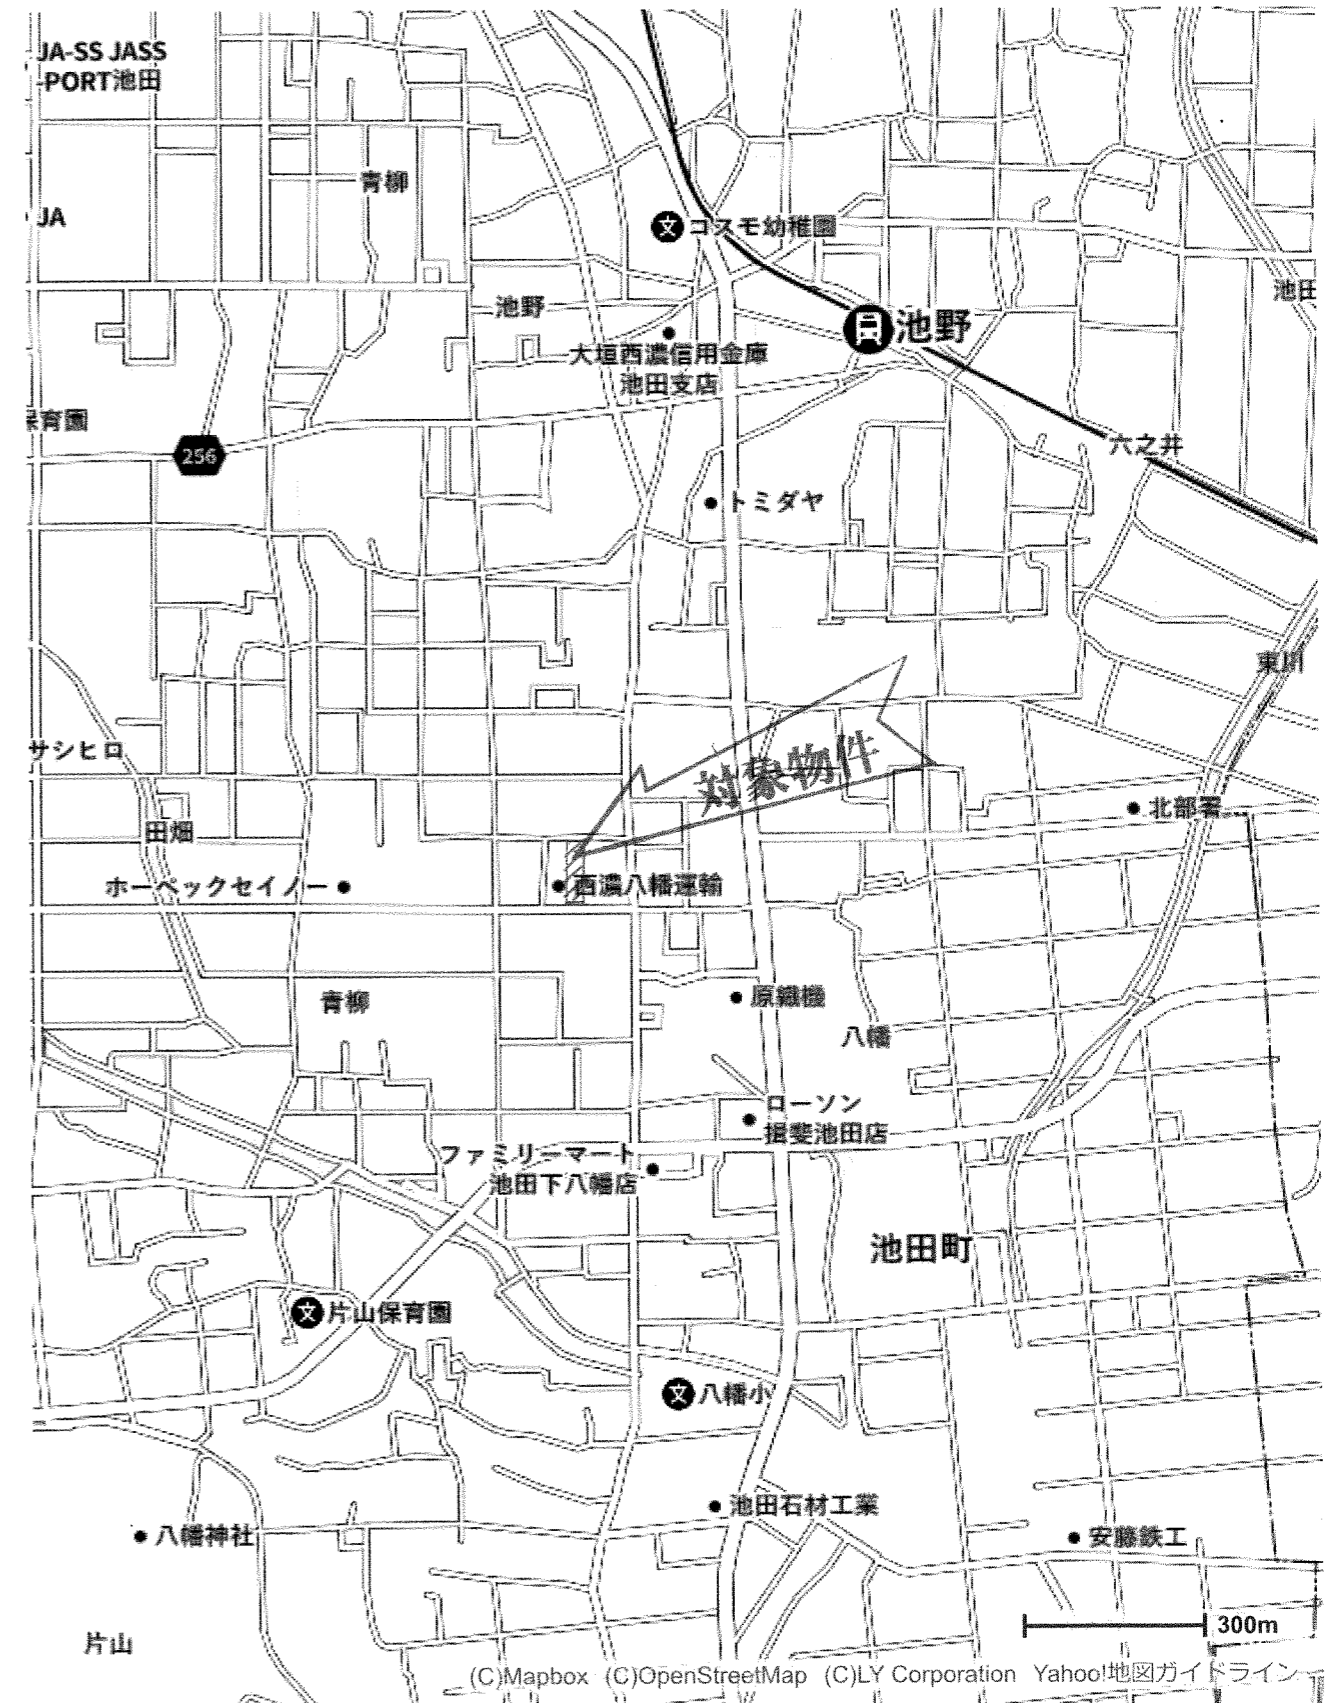 JA-SS JASS
-PORT池田
青柳
JA
コスモ幼稚園
池田
池野
池野
大垣西濃信用金庫
池田支店
保育園
256
六之井
トミダヤ
東川
サシヒロ
対象物件
北部署
田畑
ホーペックセイノー
西濃八幡運輸
青柳
原織機
八幡
ローソン
揖斐池田店
ファミリーマート
池田下八幡店
池田町
片山保育園
八幡小
池田石材工業
八幡神社
安藤鉄工
300m
片山
(C)Mapbox (C)OpenStreetMap (C)LY Corporation Yahoo!地図ガイドライン